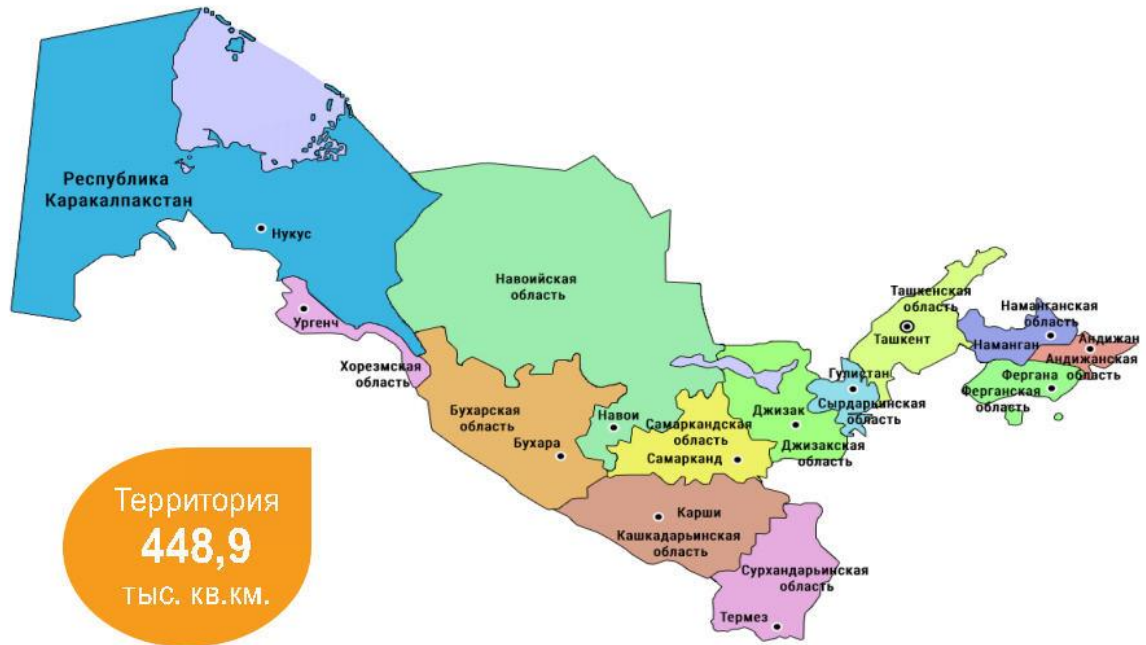 Республика
Каракалпакстан
Нукус
Ургенч
Хорезмская
область
Навоийская
область
Бухарская
область
Бухара
Навои
Самаркандская
область
Самарканд
Джизак
Джизакская
область
Гулистан
Сырдарьинская
область
Ташкенская
область
Ташкент
Наманганская
область
Наманган
Андижан
Андижанская
область
Фергана
Ферганская
область
Карши
Кашкадарьинская
область
Сурхандарьинская
область
Термез
Территория
448,9
тыс. кв.км.